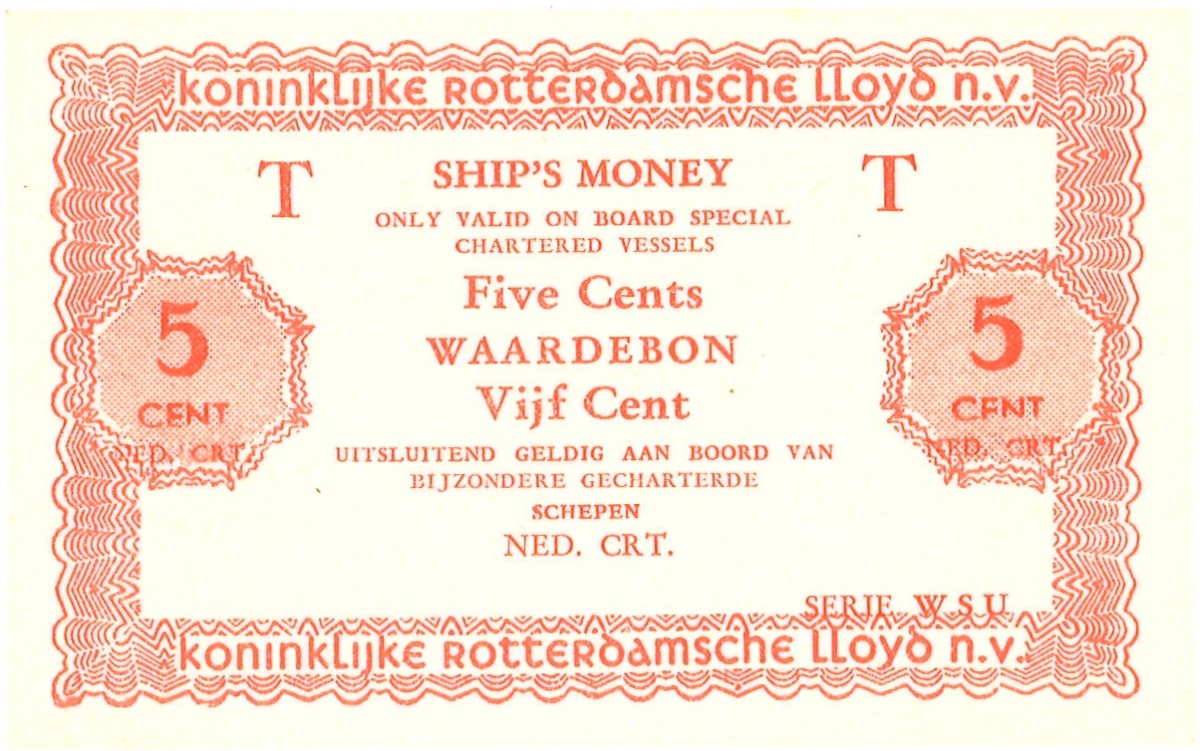 koninklijke Rotterdamsche Lloyd n.v.
T SHIP'S MONEY T
ONLY VALID ON BOARD SPECIAL
CHARTERED VESSELS
Five Cents
5 5
WAARDEBON
Vijf Cent
CENT CENT
NED. CRT. NED. CRT.
UITSLUITEND GELDIG AAN BOORD VAN
BIJZONDERE GECHARTERDE
SCHEPEN
NED. CRT.
SERIE W S U
koninklijke Rotterdamsche Lloyd n.v.